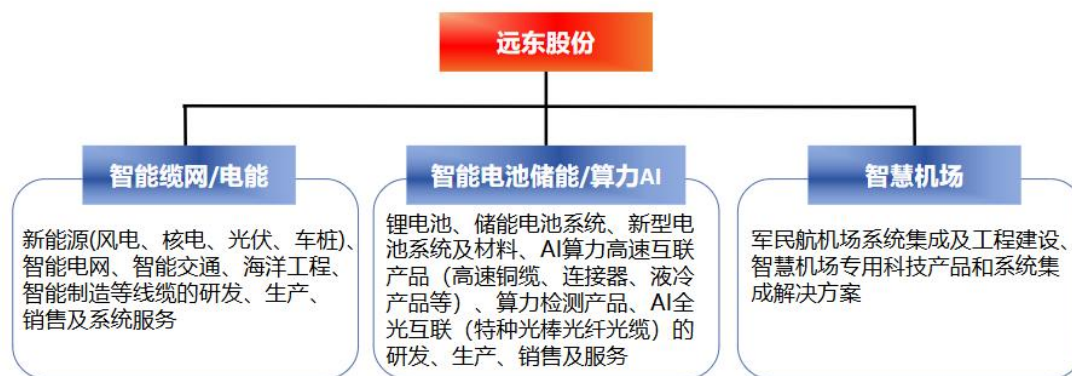 远东股份
智能缆网/电能
新能源(风电、核电、光伏、车桩)、
智能电网、智能交通、海洋工程、
智能制造等线缆的研发、生产、
销售及系统服务
智能电池储能/算力AI
锂电池、储能电池系统、新型电
池系统及材料、AI算力高速互联
产品（高速铜缆、连接器、液冷
产品等）、算力检测产品、AI全
光互联（特种光棒光纤光缆）的
研发、生产、销售及服务
智慧机场
军民航机场系统集成及工程建设、
智慧机场专用科技产品和系统集
成解决方案